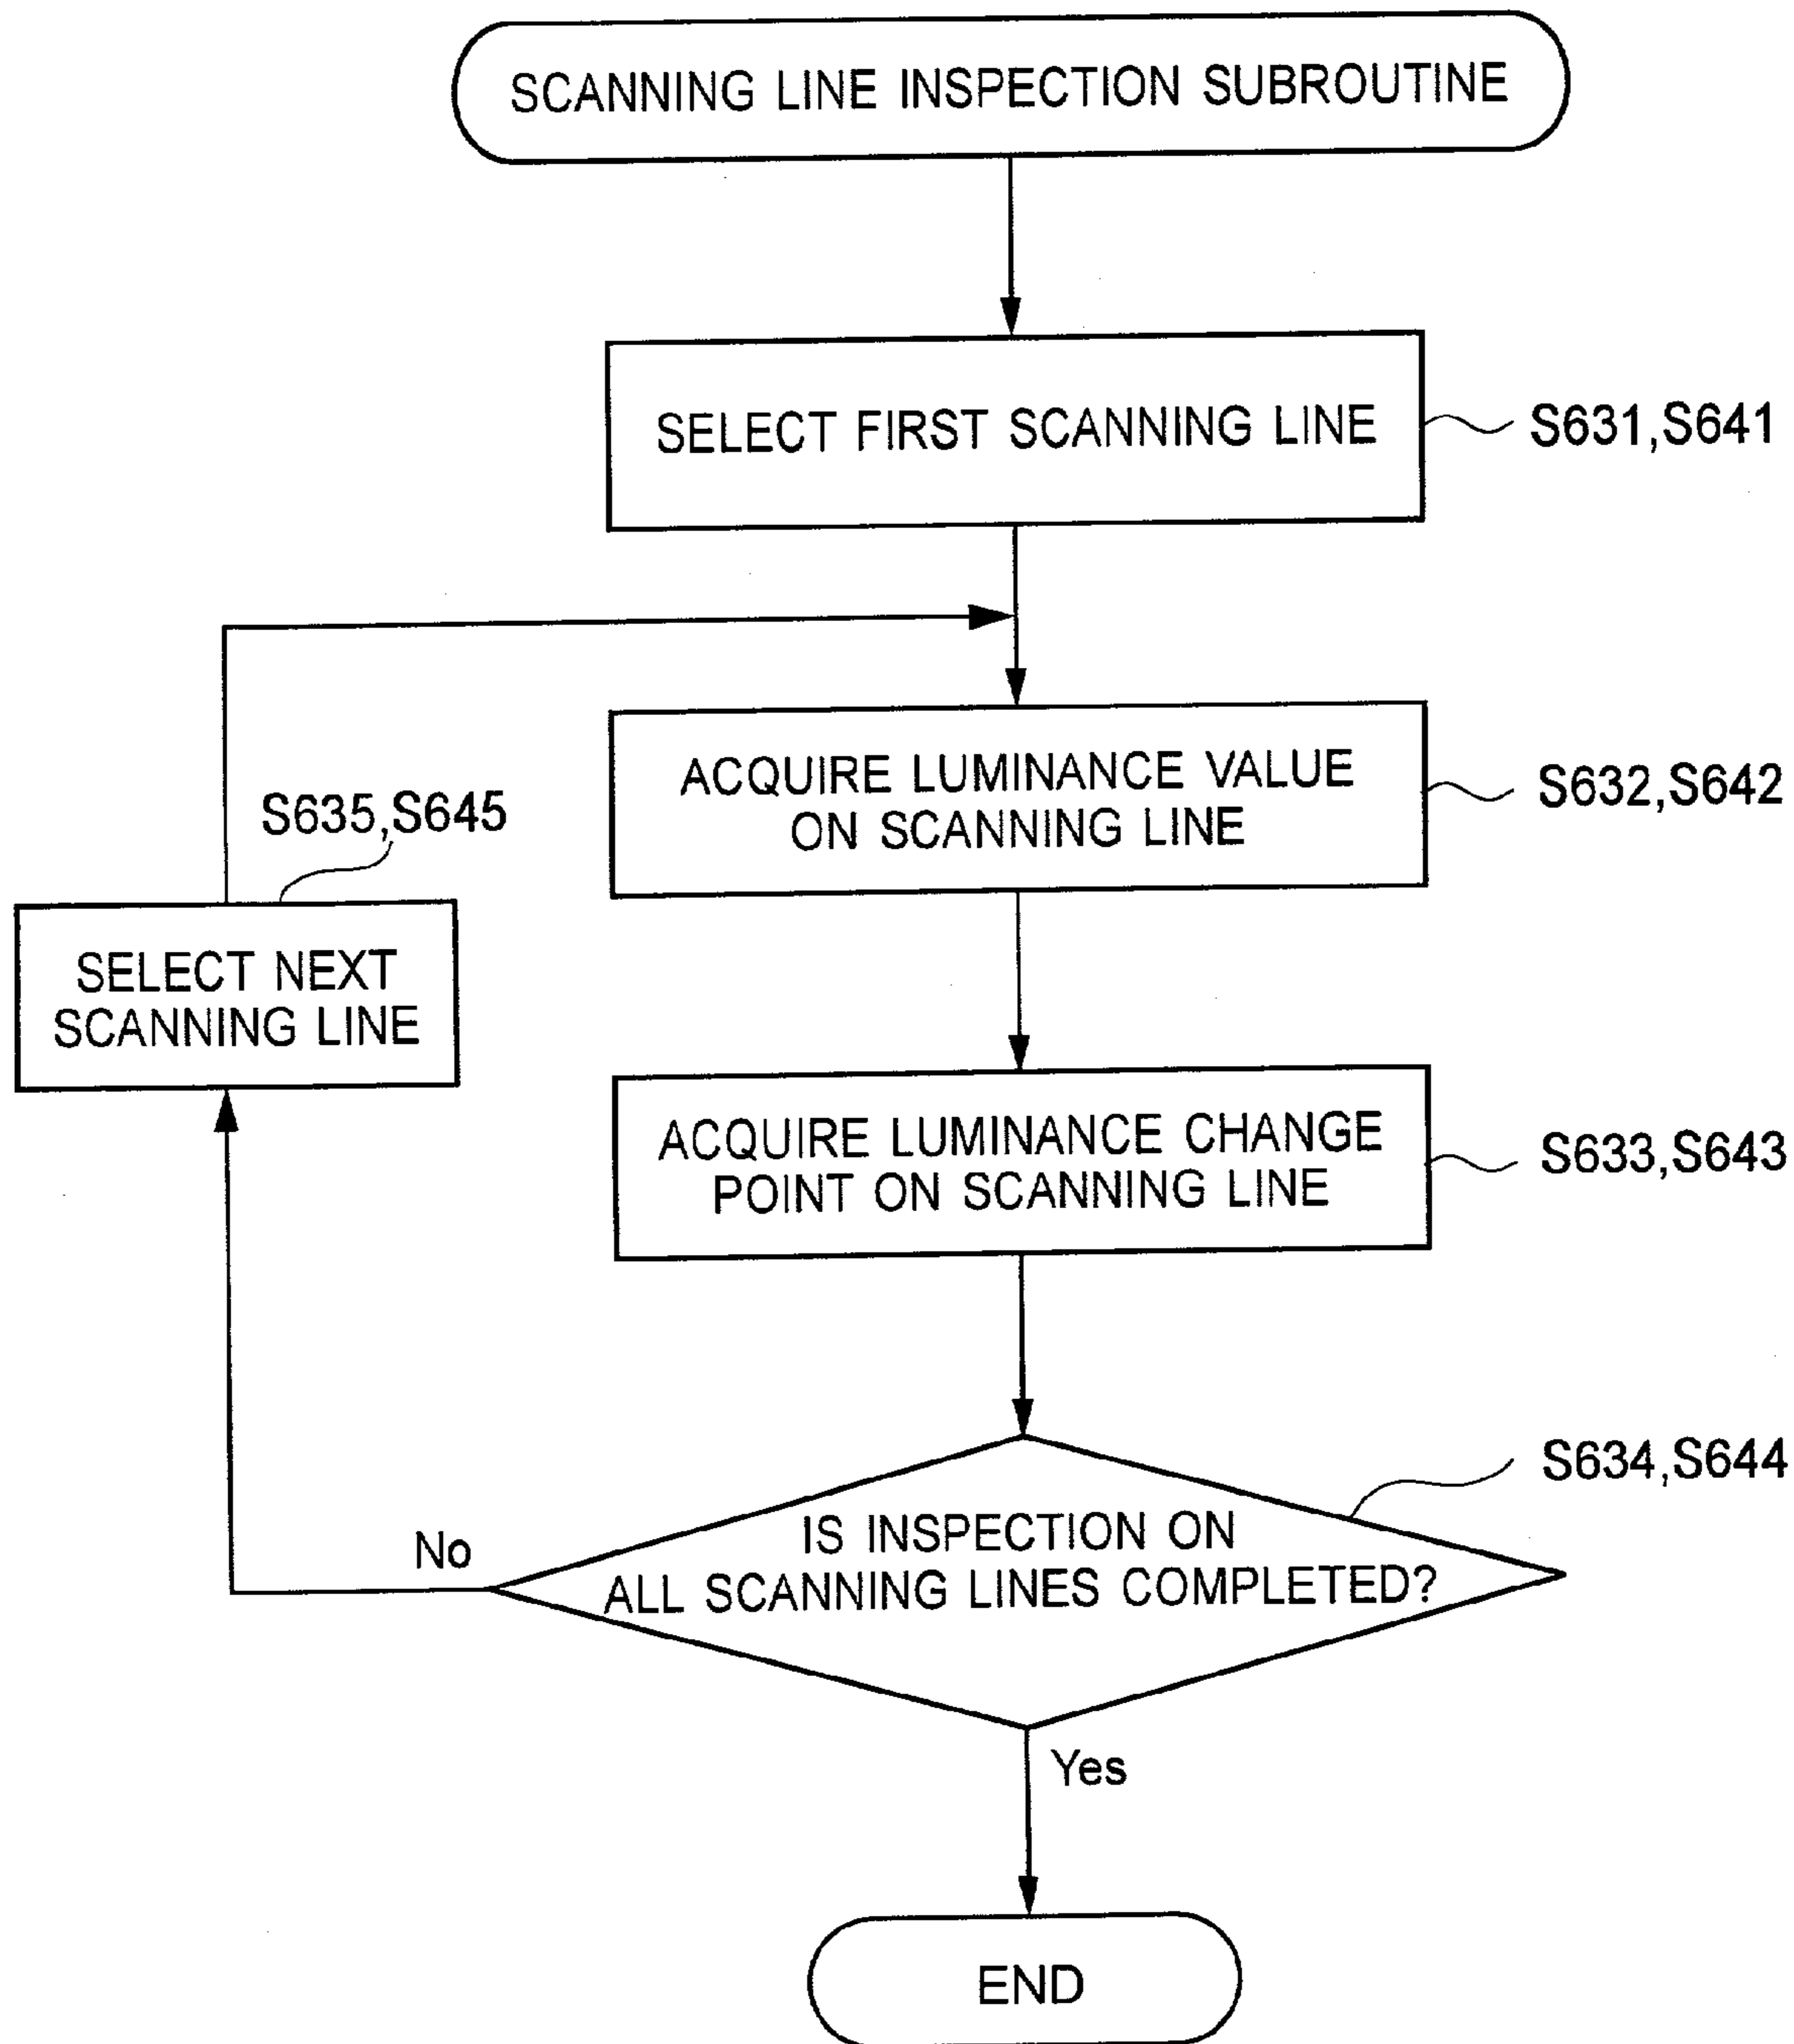 SCANNING LINE INSPECTION SUBROUTINE
SELECT FIRST SCANNING LINE
S631,S641
ACQUIRE LUMINANCE VALUE
ON SCANNING LINE
S632,S642
S635,S645
SELECT NEXT
SCANNING LINE
ACQUIRE LUMINANCE CHANGE
POINT ON SCANNING LINE
S633,S643
S634,S644
IS INSPECTION ON
ALL SCANNING LINES COMPLETED?
No
Yes
END